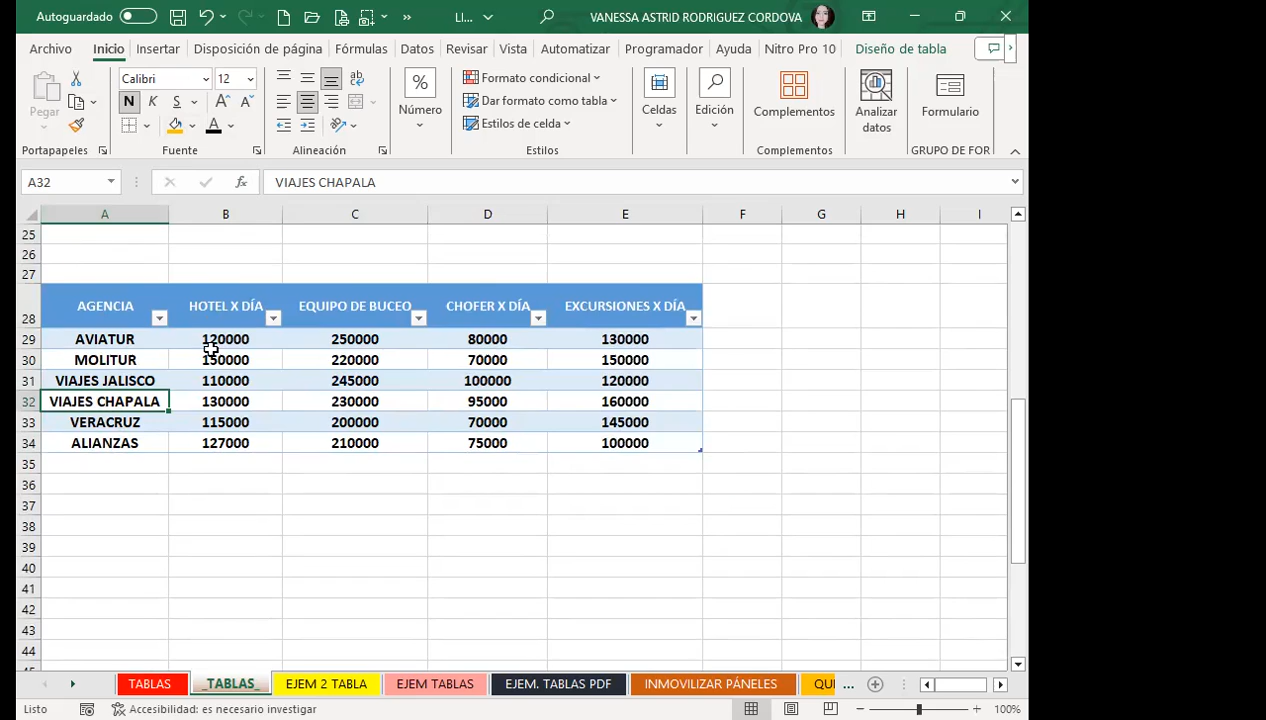 Autoguardado LI... VANESSA ASTRID RODRIGUEZ CORDOVA
Archivo Inicio Insertar Disposición de página Fórmulas Datos Revisar Vista Automatizar Programador Ayuda Nitro Pro 10 Diseño de tabla
Pegar
Portapapeles
Calibri 12
N K S
Fuente
Alineación
% Número
Formato condicional
Dar formato como tabla
Estilos de celda
Estilos
Celdas
Edición
Complementos
Complementos
Analizar datos
Formulario
GRUPO DE FOR
A32 fx VIAJES CHAPALA
A B C D E F G H I
25
26
27
28 AGENCIA HOTEL X DÍA EQUIPO DE BUCEO CHOFER X DÍA EXCURSIONES X DÍA
29 AVIATUR 120000 250000 80000 130000
30 MOLITUR 150000 220000 70000 150000
31 VIAJES JALISCO 110000 245000 100000 120000
32 VIAJES CHAPALA 130000 230000 95000 160000
33 VERACRUZ 115000 200000 70000 145000
34 ALIANZAS 127000 210000 75000 100000
35
36
37
38
39
40
41
42
43
44
TABLAS _TABLAS_ EJEM 2 TABLA EJEM TABLAS EJEM. TABLAS PDF INMOVILIZAR PÁNELES QUI ...
Listo Accesibilidad: es necesario investigar 100%